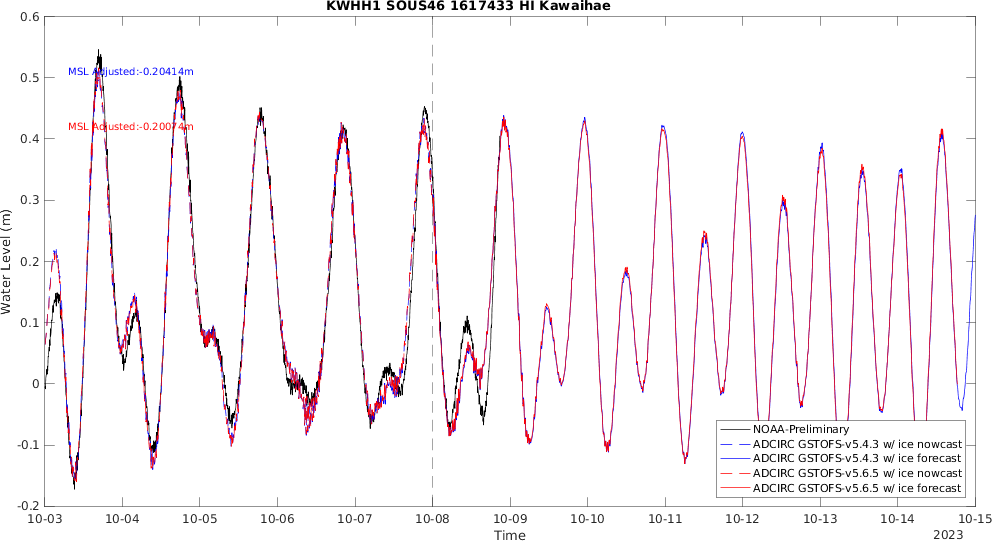 KWHH1 SOUS46 1617433 HI Kawaihae
0.6
0.5
0.4
0.3
0.2
0.1
0
-0.1
-0.2
Water Level (m)
MSL Adjusted:-0.20414m
MSL Adjusted:-0.20074m
NOAA-Preliminary
ADCIRC GSTOFS-v5.4.3 w/ ice nowcast
ADCIRC GSTOFS-v5.4.3 w/ ice forecast
ADCIRC GSTOFS-v5.6.5 w/ ice nowcast
ADCIRC GSTOFS-v5.6.5 w/ ice forecast
10-03 10-04 10-05 10-06 10-07 10-08 10-09 10-10 10-11 10-12 10-13 10-14 10-15
Time
2023